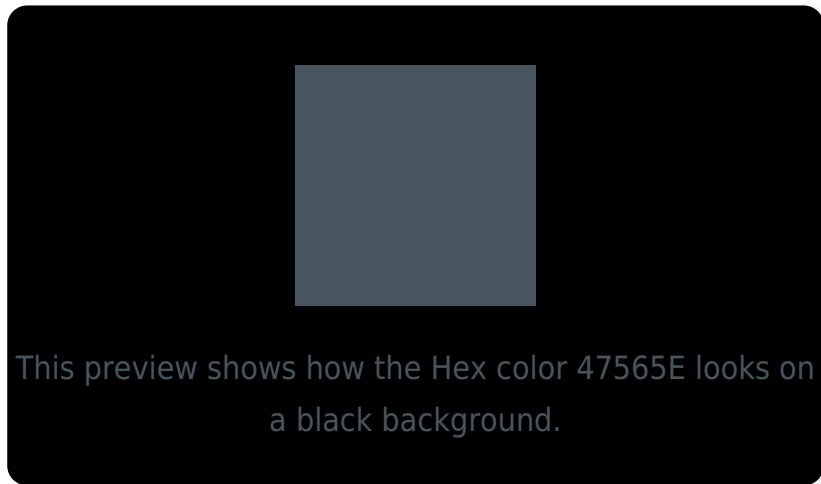 This preview shows how the Hex color 47565E looks on
a black background.